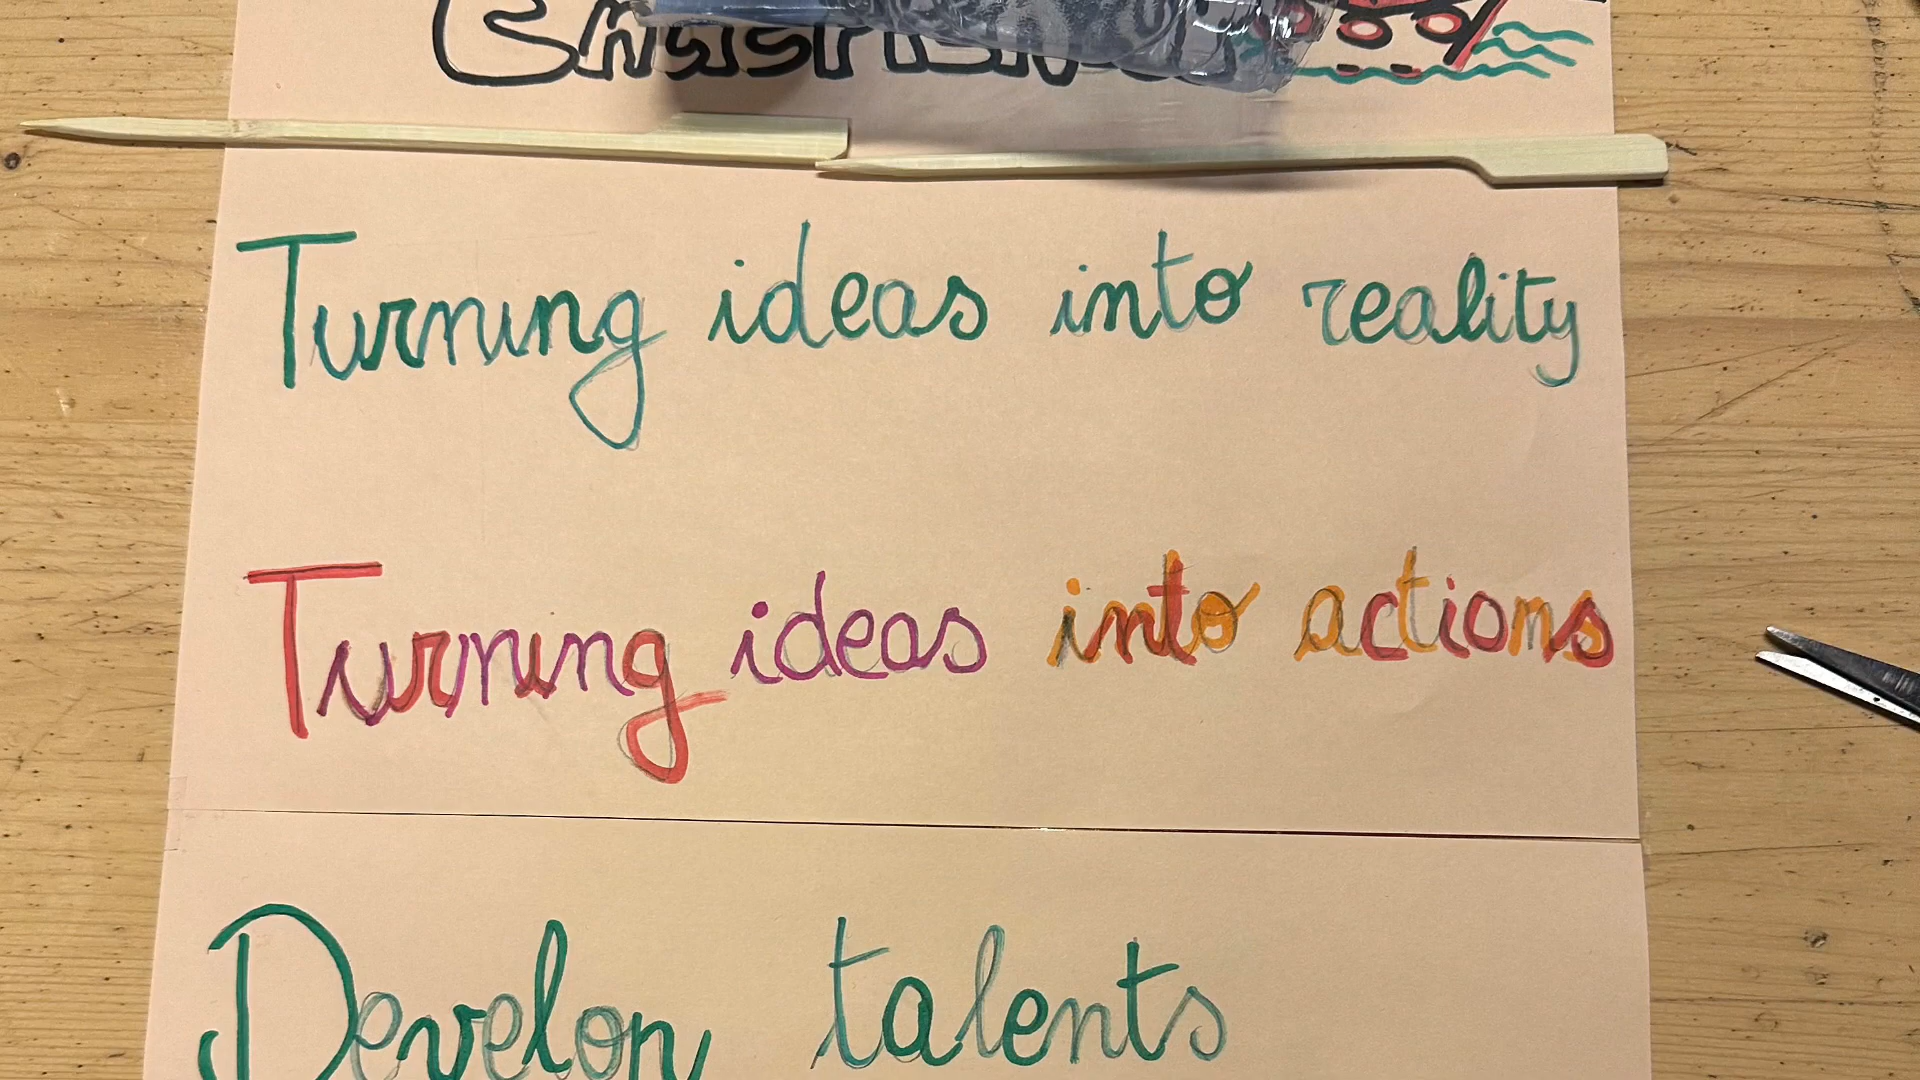 Turning ideas into reality
Turning ideas into actions
Develop talents